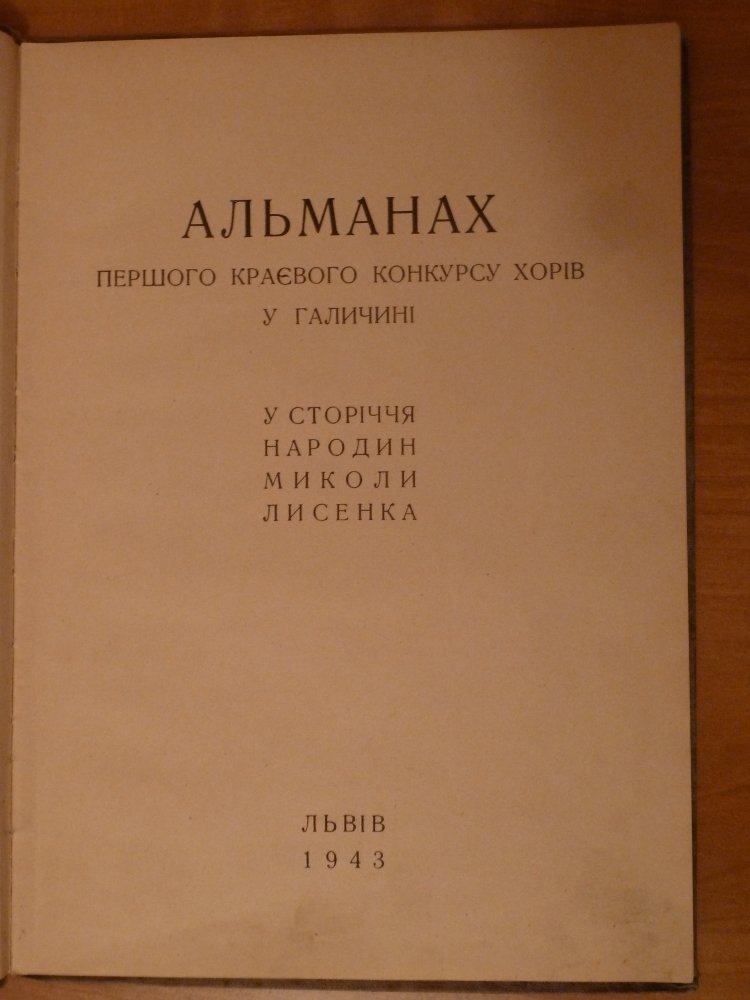 АЛЬМАНАХ
ПЕРШОГО КРАЄВОГО КОНКУРСУ ХОРІВ
У ГАЛИЧИНІ
У СТОРІЧЧЯ
НАРОДИН
МИКОЛИ
ЛИСЕНКА
ЛЬВІВ
1943